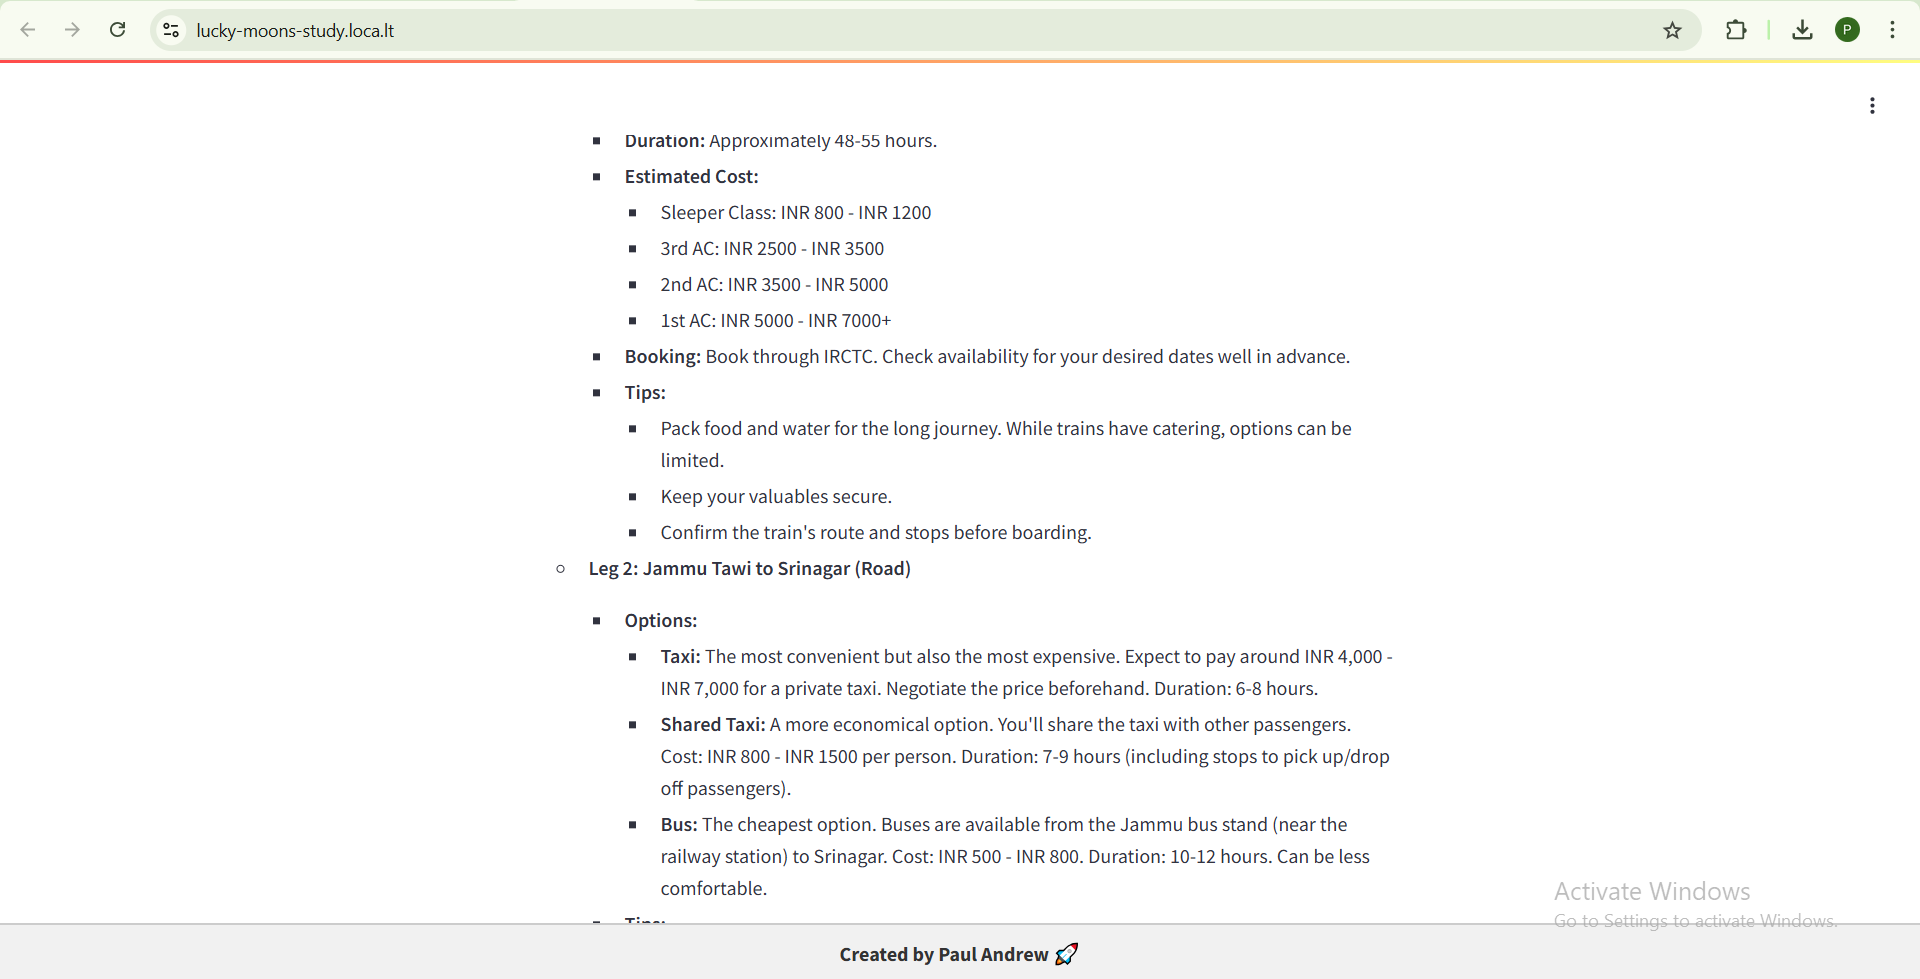 lucky-moons-study.loca.lt
P
Duration: Approximately 48-55 hours.
Estimated Cost:
Sleeper Class: INR 800 - INR 1200
3rd AC: INR 2500 - INR 3500
2nd AC: INR 3500 - INR 5000
1st AC: INR 5000 - INR 7000+
Booking: Book through IRCTC. Check availability for your desired dates well in advance.
Tips:
Pack food and water for the long journey. While trains have catering, options can be
limited.
Keep your valuables secure.
Confirm the train's route and stops before boarding.
Leg 2: Jammu Tawi to Srinagar (Road)
Options:
Taxi: The most convenient but also the most expensive. Expect to pay around INR 4,000 -
INR 7,000 for a private taxi. Negotiate the price beforehand. Duration: 6-8 hours.
Shared Taxi: A more economical option. You'll share the taxi with other passengers.
Cost: INR 800 - INR 1500 per person. Duration: 7-9 hours (including stops to pick up/drop
off passengers).
Bus: The cheapest option. Buses are available from the Jammu bus stand (near the
railway station) to Srinagar. Cost: INR 500 - INR 800. Duration: 10-12 hours. Can be less
comfortable.
Tips:
Activate Windows
Go to Settings to activate Windows.
Created by Paul Andrew 🚀